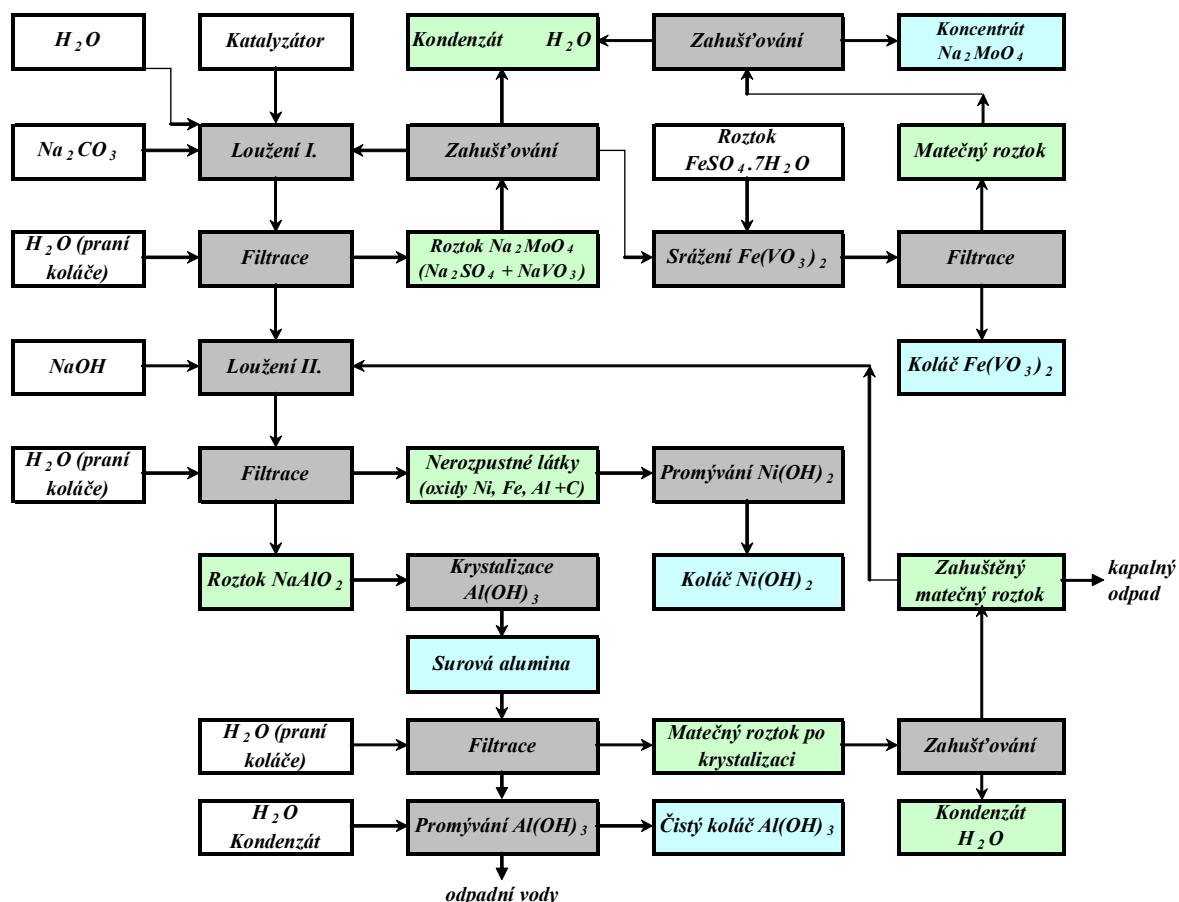 H2O
Katalyzátor
Kondenzát H2O
Zahušťování
Koncentrát
Na2MoO4
Na2CO3
Loužení I.
Zahušťování
Roztok
FeSO4.7H2O
Matečný roztok
H2O (praní
koláče)
Filtrace
Roztok Na2MoO4
(Na2SO4 + NaVO3)
Srážení Fe(VO3)2
Filtrace
NaOH
Loužení II.
Koláč Fe(VO3)2
H2O (praní
koláče)
Filtrace
Nerozpustné látky
(oxidy Ni, Fe, Al +C)
Promývání Ni(OH)2
Roztok NaAlO2
Krystalizace
Al(OH)3
Koláč Ni(OH)2
Zahuštěný
matečný roztok
kapalný
odpad
Surová alumina
H2O (praní
koláče)
Filtrace
Matečný roztok po
krystalizaci
Zahušťování
H2O
Kondenzát
Promývání Al(OH)3
Čistý koláč Al(OH)3
Kondenzát
H2O
odpadní vody